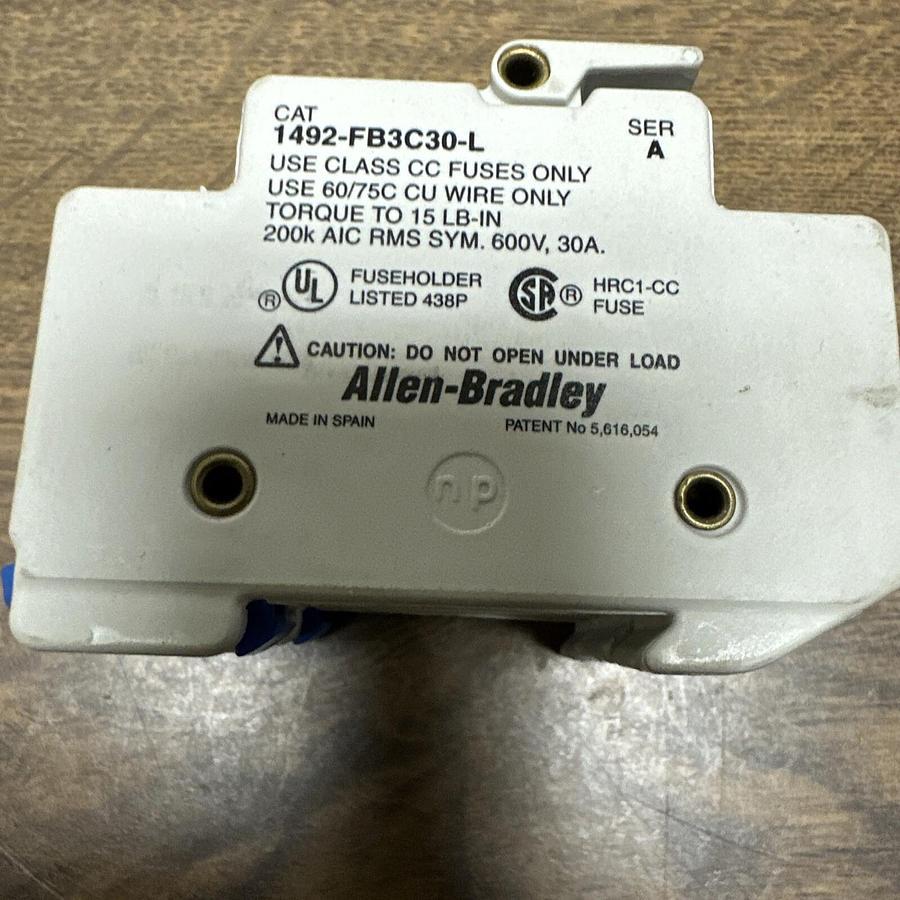 CAT
1492-FB3C30-L
SER
A
USE CLASS CC FUSES ONLY
USE 60/75C CU WIRE ONLY
TORQUE TO 15 LB-IN
200k AIC RMS SYM. 600V, 30A.
® UL FUSEHOLDER
LISTED 438P
SA ® HRC1-CC
FUSE
CAUTION: DO NOT OPEN UNDER LOAD
Allen-Bradley
MADE IN SPAIN
PATENT No 5,616,054
np